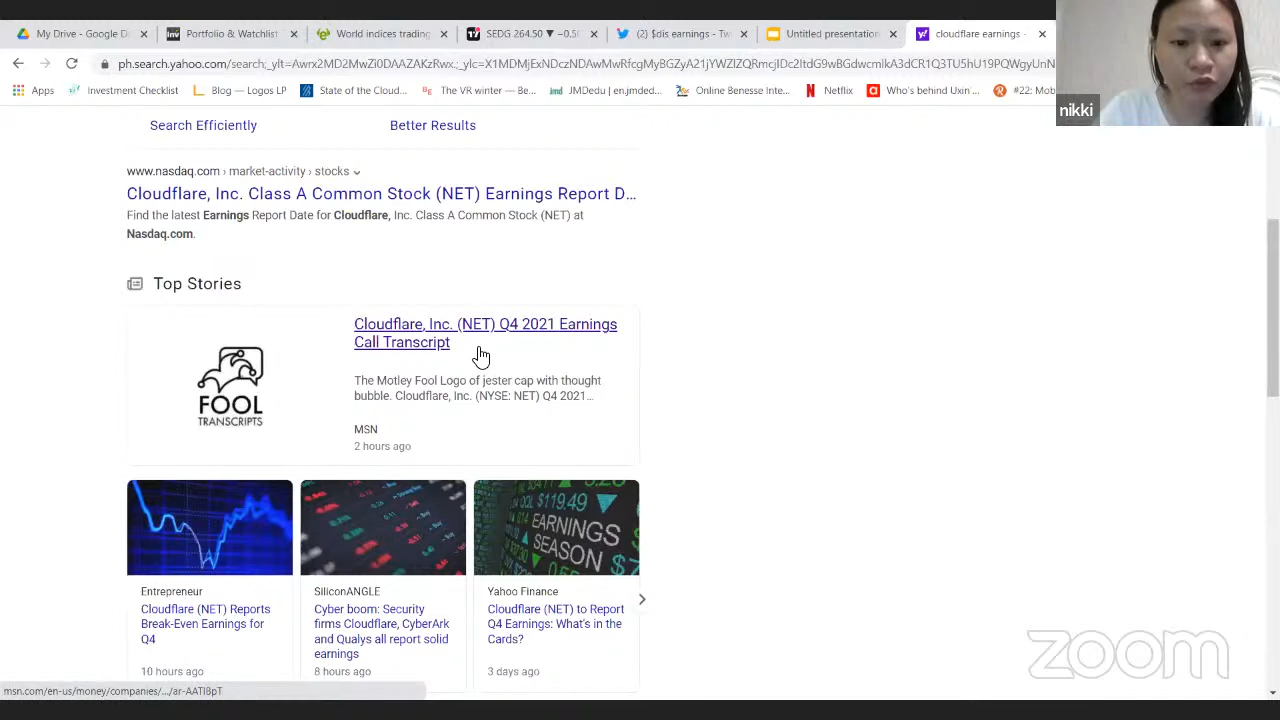 My Drive - Google D
Portfolio & Watchlist
World indices trading
SEDG 264.50 ▼ −0.5
(2) $dis earnings - Tw
Untitled presentation
cloudflare earnings -
ph.search.yahoo.com/search;_ylt=Awrx2MD2MwZi0DAAZAKzRwx.;_ylc=
Apps
Investment Checklist
Blog — Logos LP
State of the Cloud...
The VR winter — Be...
JMDedu | en.jmded...
Online Benesse Inte...
Netflix
Who's behind Uxin'...
#22: Mob
nikki
Search Efficiently
Better Results
www.nasdaq.com › market-activity › stocks
Cloudflare, Inc. Class A Common Stock (NET) Earnings Report D...
Find the latest Earnings Report Date for Cloudflare, Inc. Class A Common Stock (NET) at
Nasdaq.com.
Top Stories
FOOL
TRANSCRIPTS
Cloudflare, Inc. (NET) Q4 2021 Earnings
Call Transcript
The Motley Fool Logo of jester cap with thought
bubble. Cloudflare, Inc. (NYSE: NET) Q4 2021...
MSN
2 hours ago
$119.49
EARNINGS
SEASON
Entrepreneur
Cloudflare (NET) Reports
Break-Even Earnings for
Q4
10 hours ago
SiliconANGLE
Cyber boom: Security
firms Cloudflare, CyberArk
and Qualys all report solid
earnings
8 hours ago
Yahoo Finance
Cloudflare (NET) to Report
Q4 Earnings: What's in the
Cards?
3 days ago
zoom
msn.com/en-us/money/companies/.../ar-AATIBpT